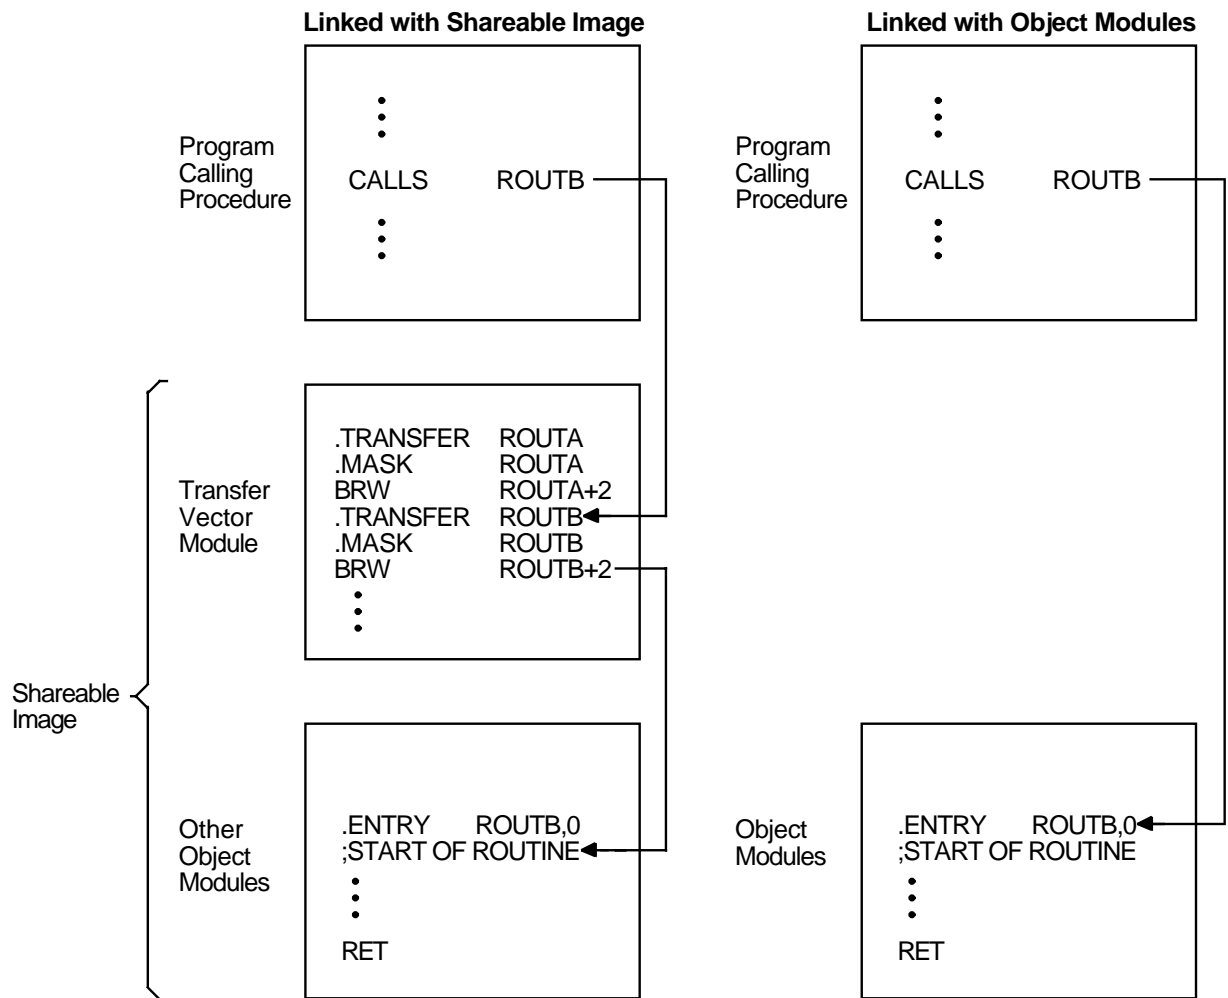 Linked with Shareable Image
Program
Calling
Procedure
CALLS ROUTB
Transfer
Vector
Module
.TRANSFER ROUTA
.MASK ROUTA
BRW ROUTA+2
.TRANSFER ROUTB
.MASK ROUTB
BRW ROUTB+2
Shareable
Image
Other
Object
Modules
.ENTRY ROUTB,0
;START OF ROUTINE
RET
Linked with Object Modules
Program
Calling
Procedure
CALLS ROUTB
Object
Modules
.ENTRY ROUTB,0
;START OF ROUTINE
RET